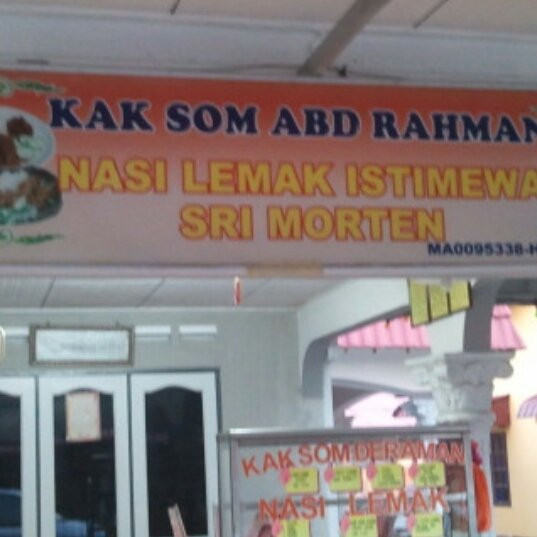 KAK SOM ABD RAHMAN
NASI LEMAK ISTIMEWA
SRI MORTEN
MA0095338-H
KAK SOM DERAMAN
NASI LEMAK